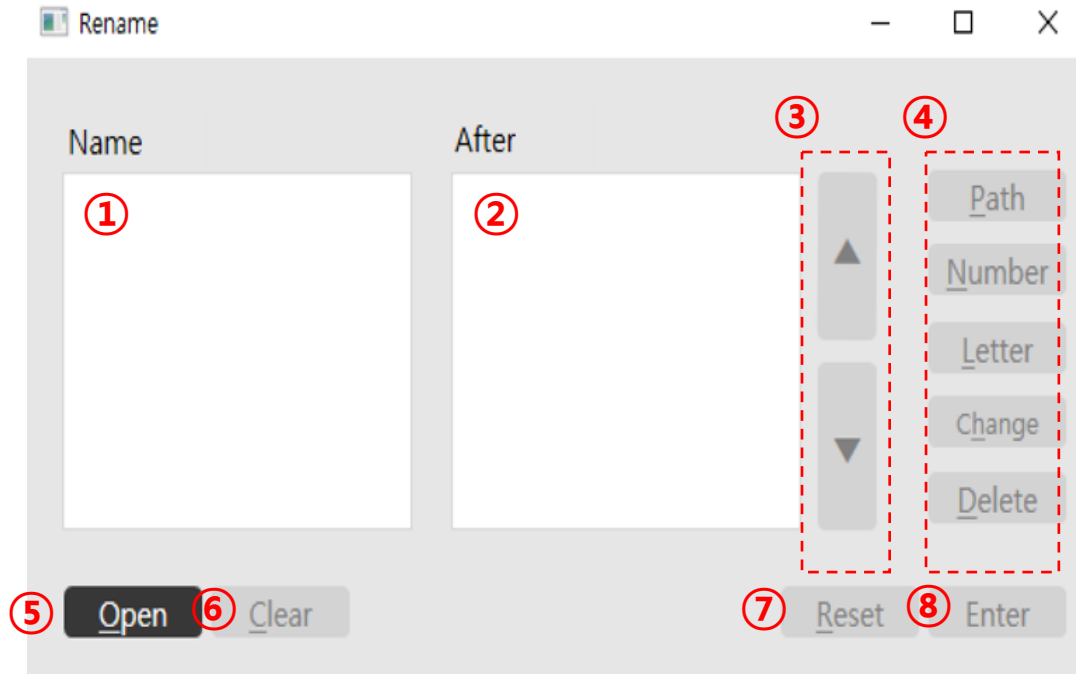 Rename
③ ④
Name After
① ② Path
▲ Number
Letter
▼ Change
Delete
⑤ Open ⑥ Clear ⑦ Reset ⑧ Enter